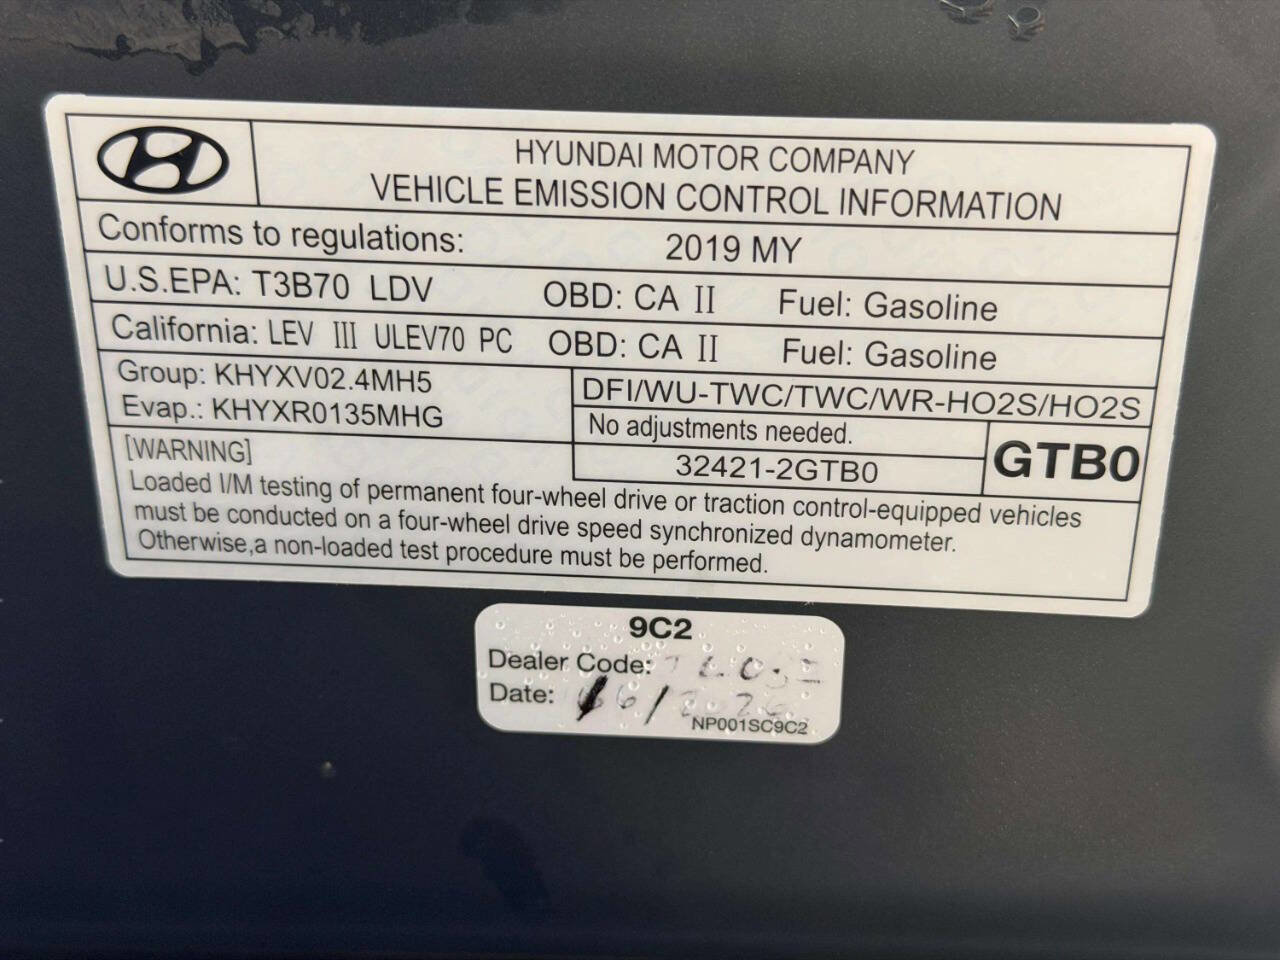 HYUNDAI MOTOR COMPANY
VEHICLE EMISSION CONTROL INFORMATION
Conforms to regulations: 2019 MY
U.S.EPA: T3B70 LDV OBD: CA II Fuel: Gasoline
California: LEV III ULEV70 PC OBD: CA II Fuel: Gasoline
Group: KHYXV02.4MH5
Evap.: KHYXR0135MHG
DFI/WU-TWC/TWC/WR-HO2S/HO2S
No adjustments needed.
32421-2GTB0
GTB0
[WARNING]
Loaded I/M testing of permanent four-wheel drive or traction control-equipped vehicles
must be conducted on a four-wheel drive speed synchronized dynamometer.
Otherwise,a non-loaded test procedure must be performed.
9C2
Dealer Code:
Date:
NP001SC9C2